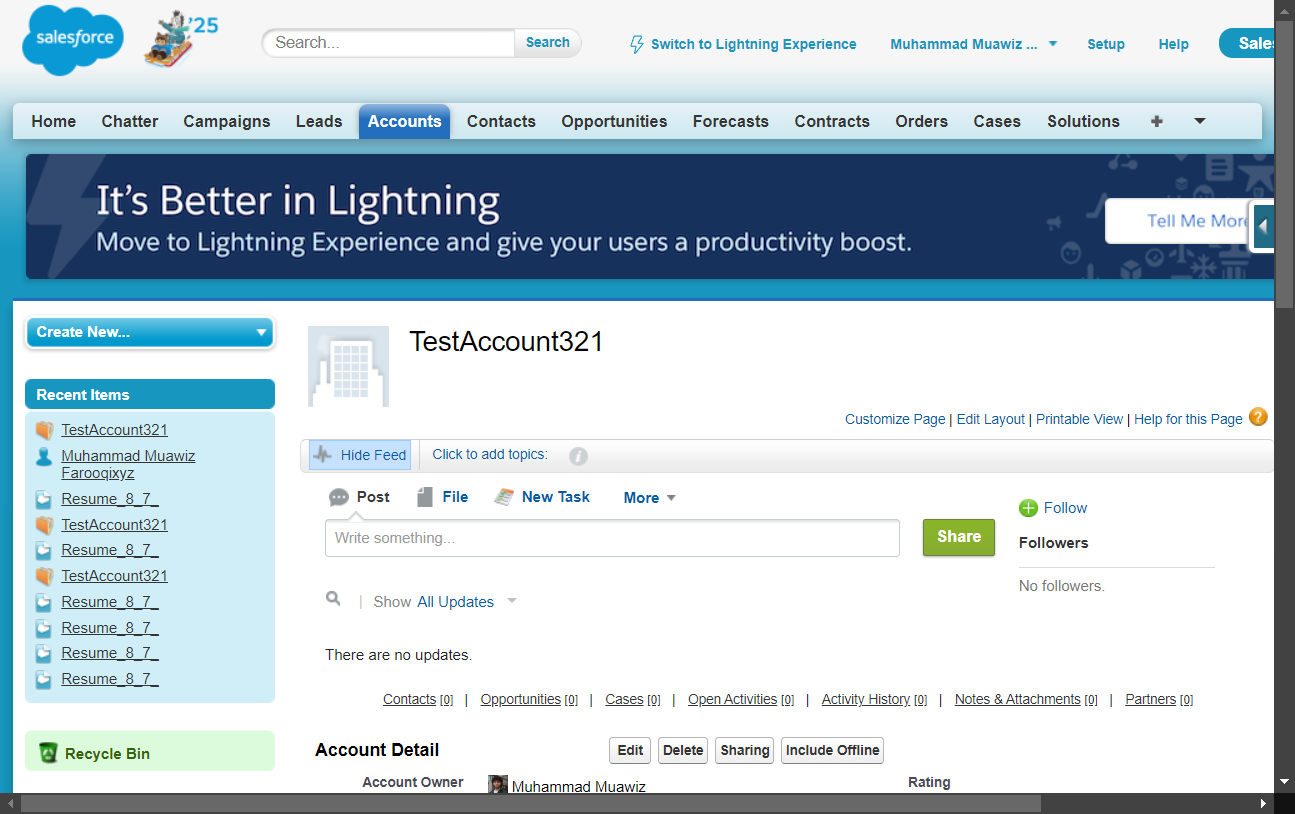 salesforce
'25
Search...
Search
Switch to Lightning Experience
Muhammad Muawiz ...
Setup
Help
Sales
Home
Chatter
Campaigns
Leads
Accounts
Contacts
Opportunities
Forecasts
Contracts
Orders
Cases
Solutions
+
It's Better in Lightning
Move to Lightning Experience and give your users a productivity boost.
Tell Me More
Create New...
Recent Items
TestAccount321
Muhammad Muawiz
Farooqixyz
Resume_8_7_
TestAccount321
Resume_8_7_
TestAccount321
Resume_8_7_
Resume_8_7_
Resume_8_7_
Resume_8_7_
Recycle Bin
TestAccount321
Customize Page | Edit Layout | Printable View | Help for this Page ?
Hide Feed
Click to add topics:
i
Post
File
New Task
More
Write something...
Share
Follow
Followers
No followers.
Show All Updates
There are no updates.
Contacts [0] | Opportunities [0] | Cases [0] | Open Activities [0] | Activity History [0] | Notes & Attachments [0] | Partners [0]
Account Detail
Edit
Delete
Sharing
Include Offline
Account Owner
Muhammad Muawiz
Rating